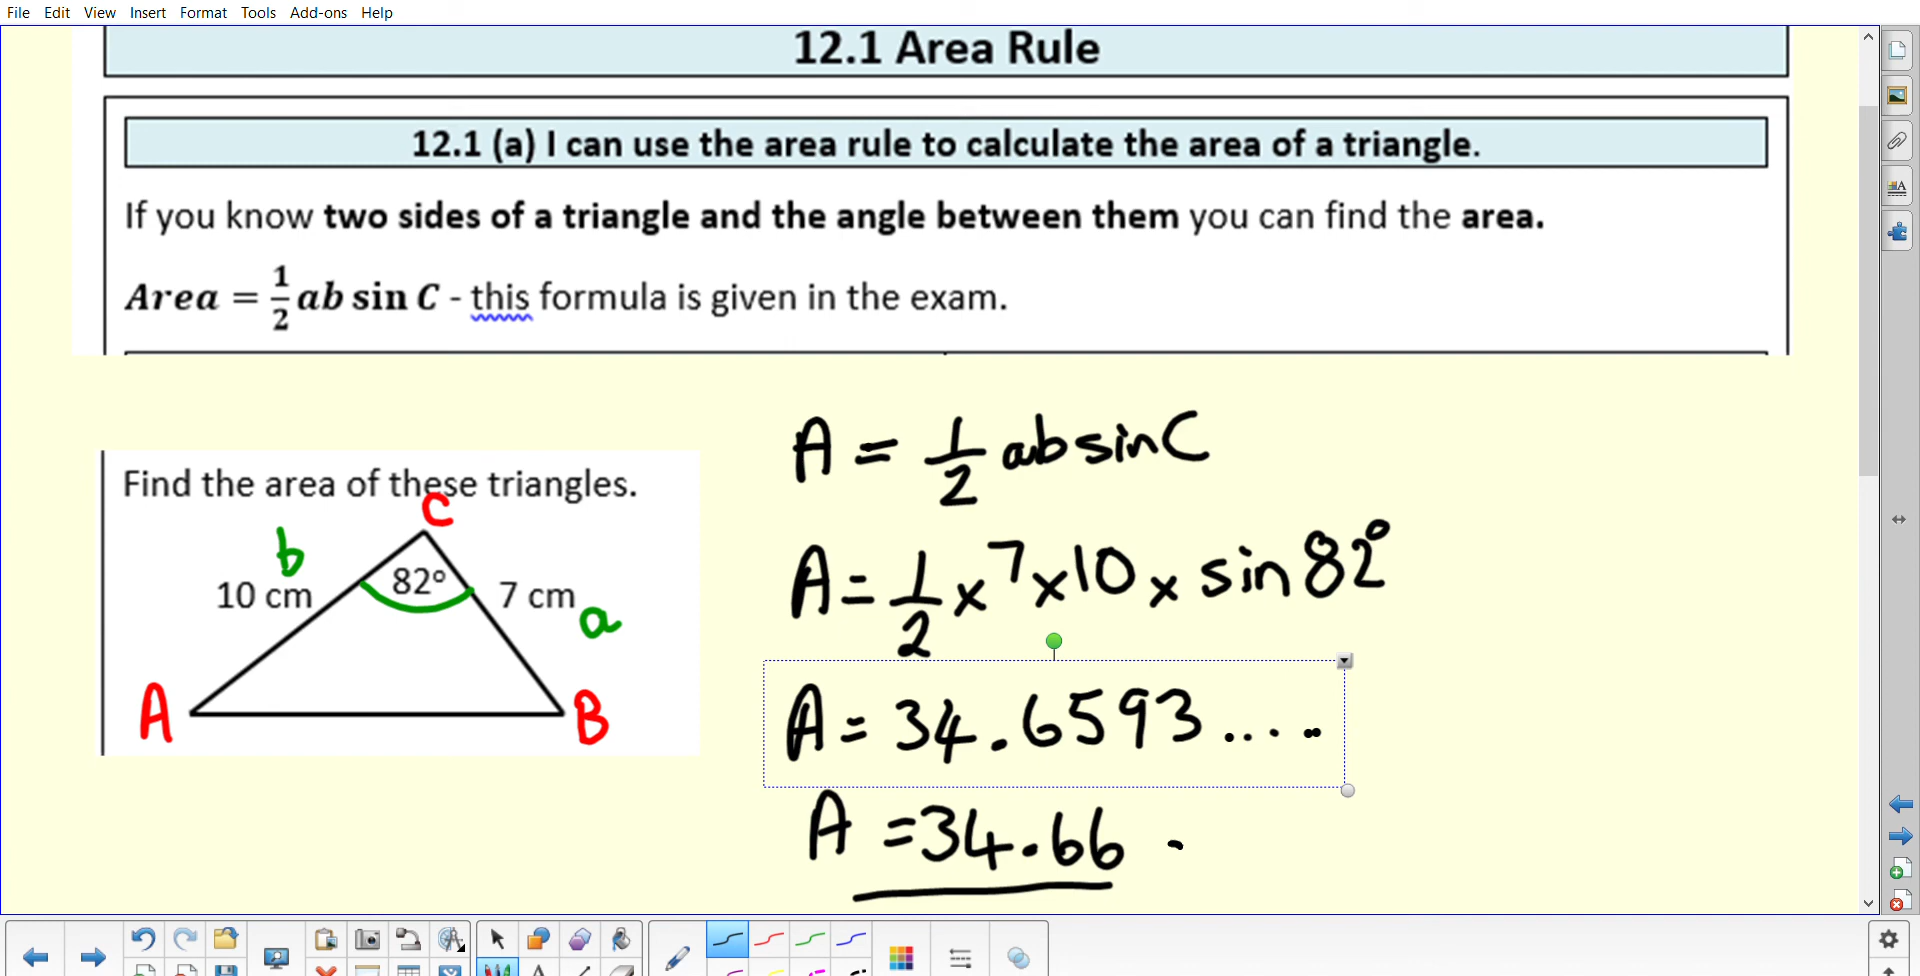 File Edit View Insert Format Tools Add-ons Help
12.1 Area Rule
12.1 (a) I can use the area rule to calculate the area of a triangle.
If you know two sides of a triangle and the angle between them you can find the area.
Area = 1/2 ab sin C - this formula is given in the exam.
Find the area of these triangles.
C
b
10 cm
82°
7 cm
a
A
B
A = 1/2 absinC
A = 1/2 x 7 x 10 x sin 82°
A = 34.6593.....
A = 34.66